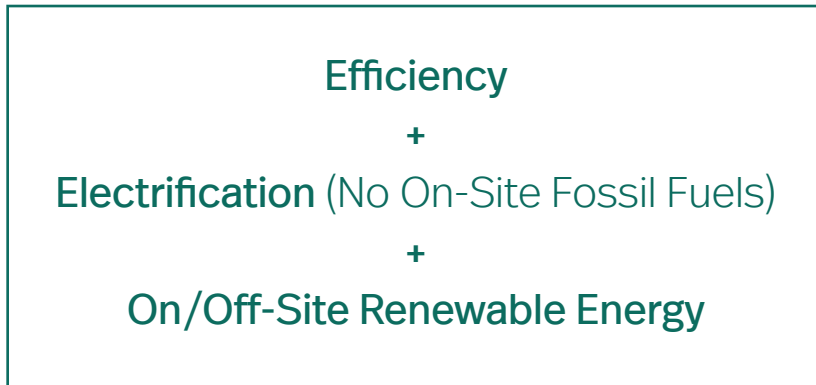 Efficiency
+
Electrification (No On-Site Fossil Fuels)
+
On/Off-Site Renewable Energy